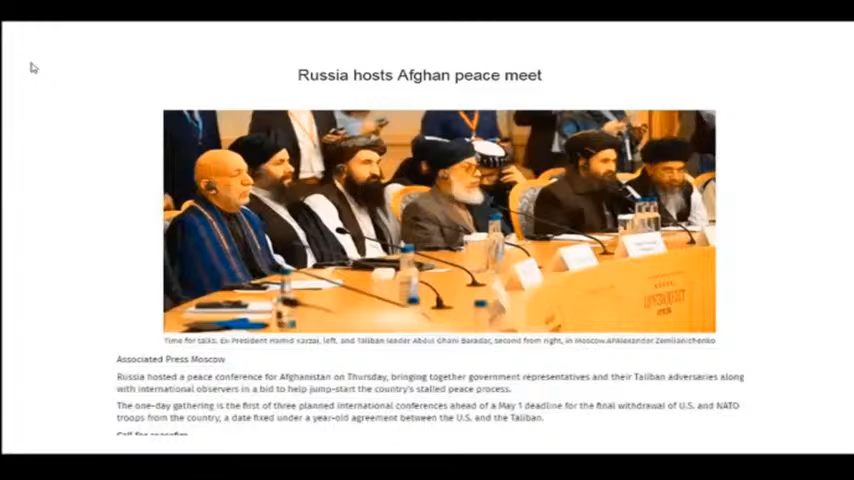 Russia hosts Afghan peace meet
Time for talks: Ex-President Hamid Karzai, left, and Taliban leader Abdul Ghani Baradar, second from right, in Moscow.AP/Alexander Zemlianichenko
Associated Press Moscow
Russia hosted a peace conference for Afghanistan on Thursday, bringing together government representatives and their Taliban adversaries along
with international observers in a bid to help jump-start the country's stalled peace process.
The one-day gathering is the first of three planned international conferences ahead of a May 1 deadline for the final withdrawal of U.S. and NATO
troops from the country, a date fixed under a year-old agreement between the U.S. and the Taliban.